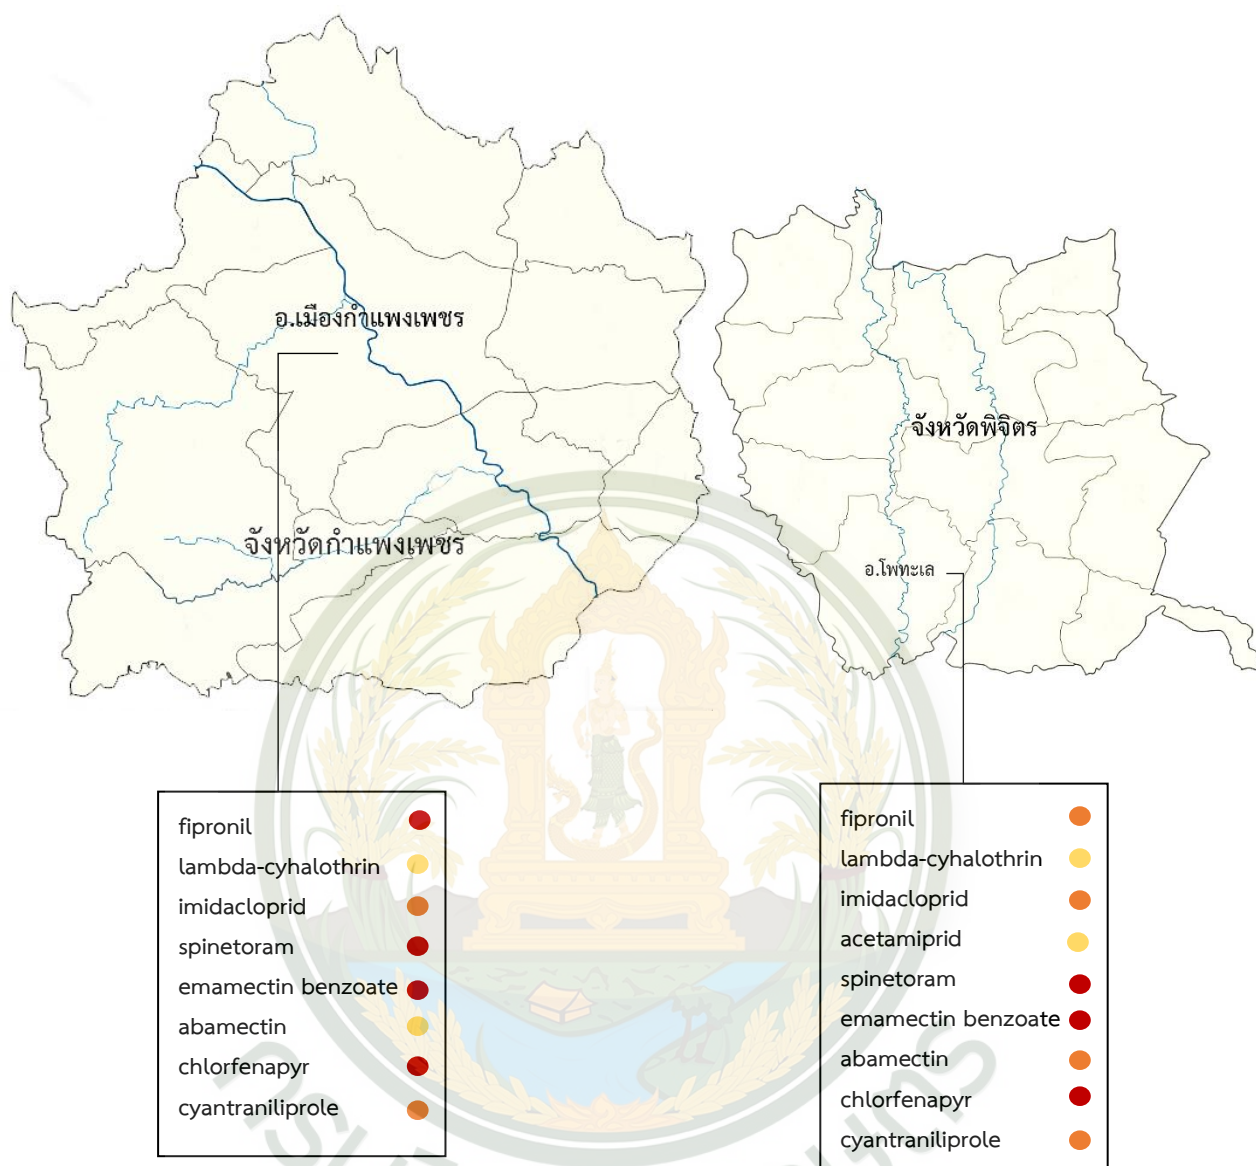 อ.เมืองกำแพงเพชร
จังหวัดกำแพงเพชร
จังหวัดพิจิตร
อ.โพทะเล
fipronil
lambda-cyhalothrin
imidacloprid
spinetoram
emamectin benzoate
abamectin
chlorfenapyr
cyantraniliprole
fipronil
lambda-cyhalothrin
imidacloprid
acetamiprid
spinetoram
emamectin benzoate
abamectin
chlorfenapyr
cyantraniliprole